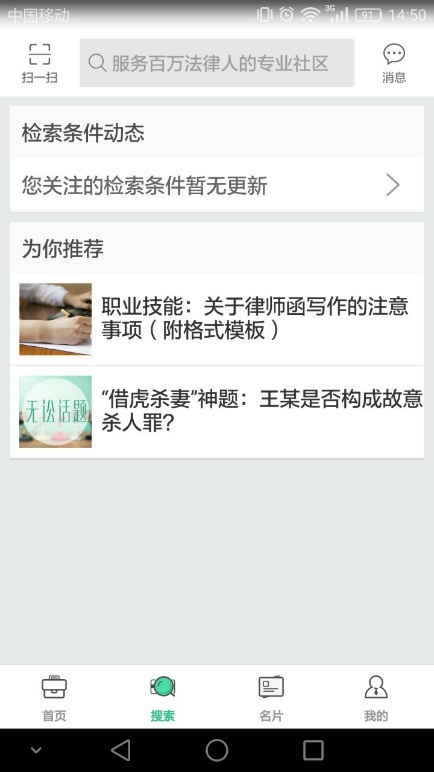 中国移动
3G
91
14:50
扫一扫
服务百万法律人的专业社区
消息
检索条件动态
您关注的检索条件暂无更新
为你推荐
职业技能：关于律师函写作的注意
事项（附格式模板）
无讼话题
“借虎杀妻”神题：王某是否构成故意
杀人罪？
首页
搜索
名片
我的